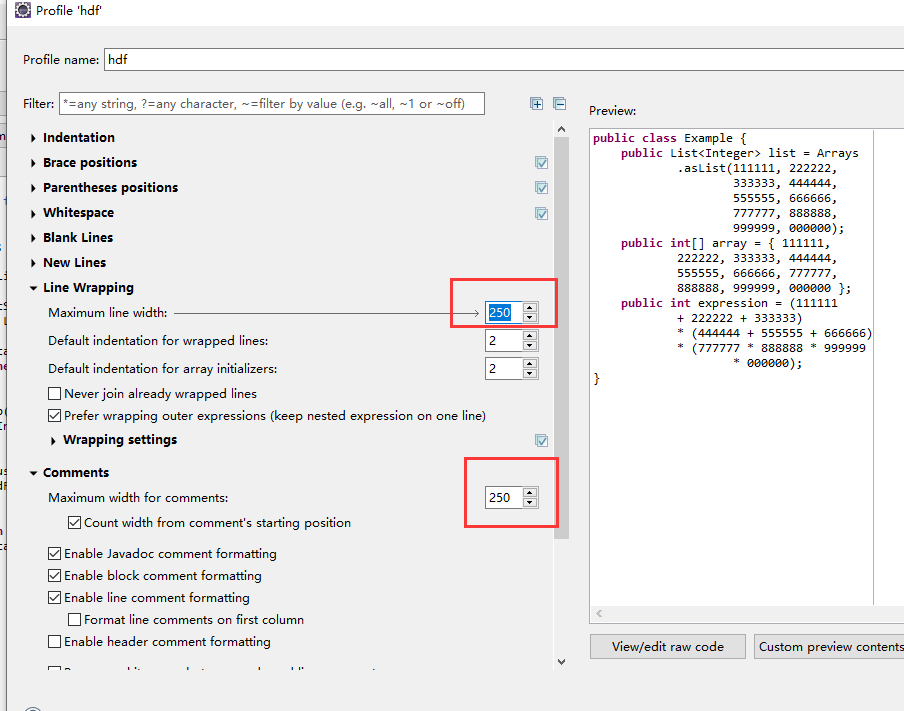 Profile 'hdf'
Profile name:
hdf
Filter:
*=any string, ?=any character, ~=filter by value (e.g. ~all, ~1 or ~off)
Indentation
Brace positions
Parentheses positions
Whitespace
Blank Lines
New Lines
Line Wrapping
Maximum line width:
250
Default indentation for wrapped lines:
2
Default indentation for array initializers:
2
Never join already wrapped lines
Prefer wrapping outer expressions (keep nested expression on one line)
Wrapping settings
Comments
Maximum width for comments:
250
Count width from comment's starting position
Enable Javadoc comment formatting
Enable block comment formatting
Enable line comment formatting
Format line comments on first column
Enable header comment formatting
Preview:
public class Example {
public List<Integer> list = Arrays
.asList(111111, 222222,
333333, 444444,
555555, 666666,
777777, 888888,
999999, 000000);
public int[] array = { 111111,
222222, 333333, 444444,
555555, 666666, 777777,
888888, 999999, 000000 };
public int expression = (111111
+ 222222 + 333333)
* (444444 + 555555 + 666666)
* (777777 * 888888 * 999999
* 000000);
}
View/edit raw code
Custom preview contents